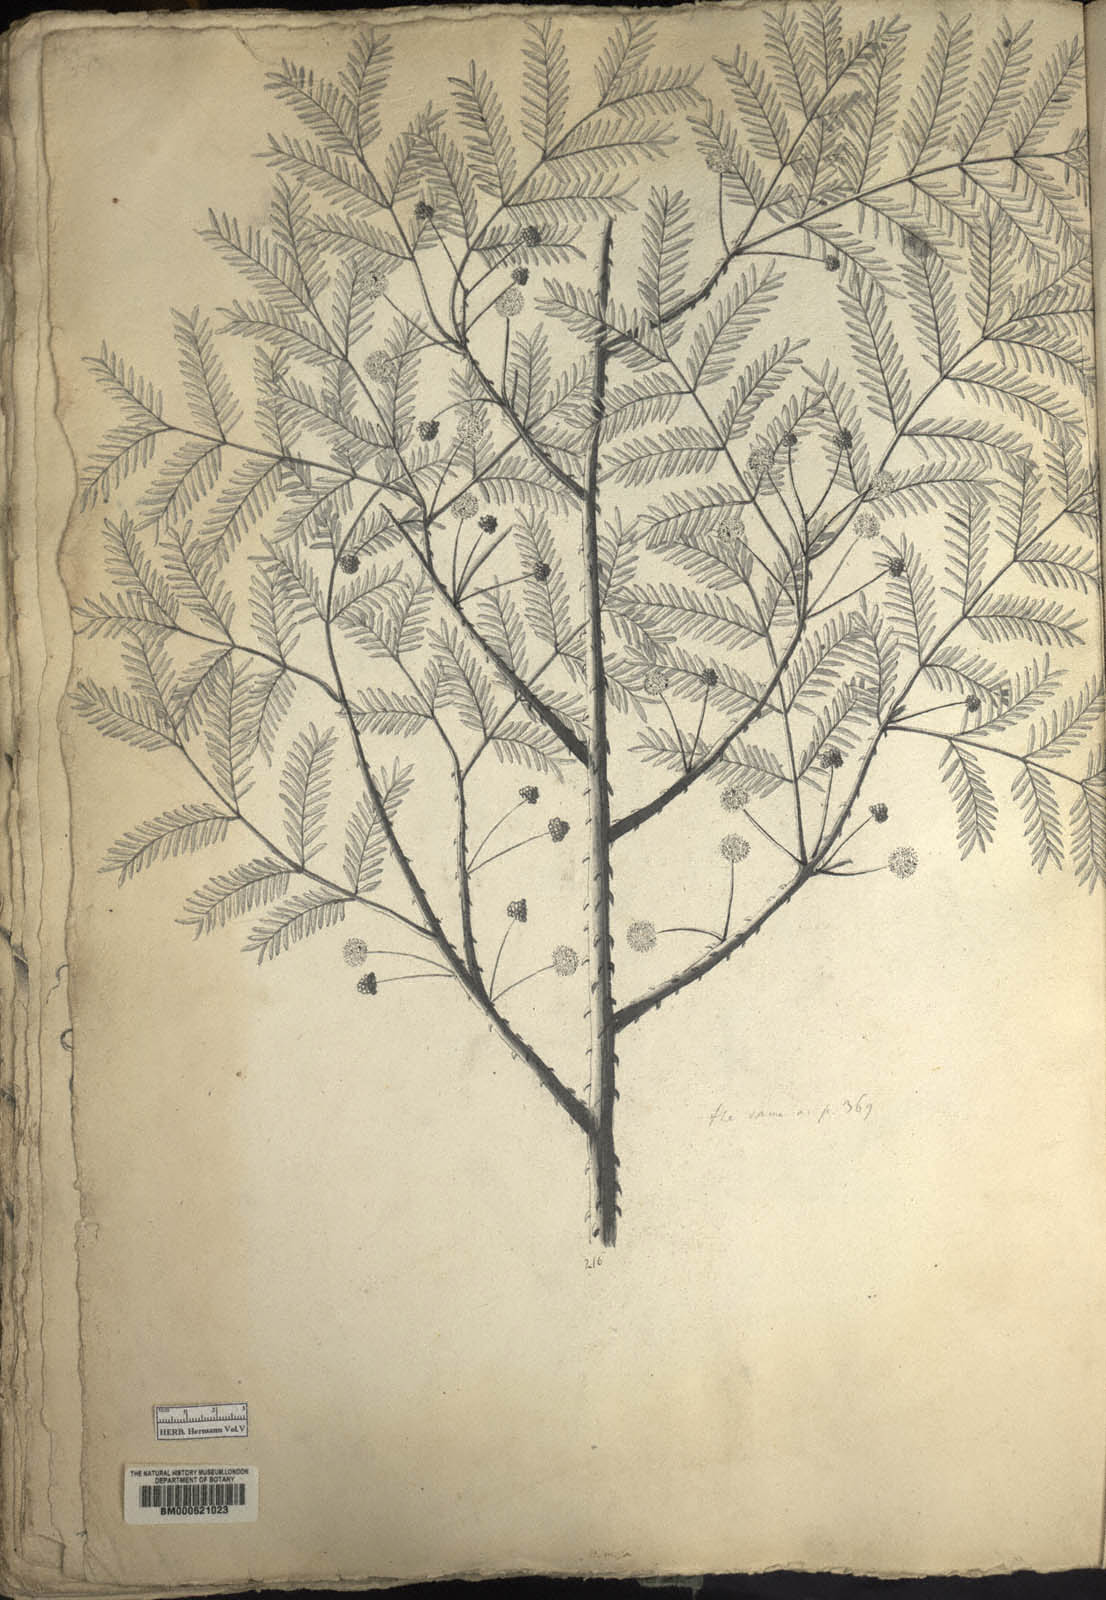 the same as p. 369
216
HERB. Hermann Vol. V
THE NATURAL HISTORY MUSEUM, LONDON
DEPARTMENT OF BOTANY
BM000621023